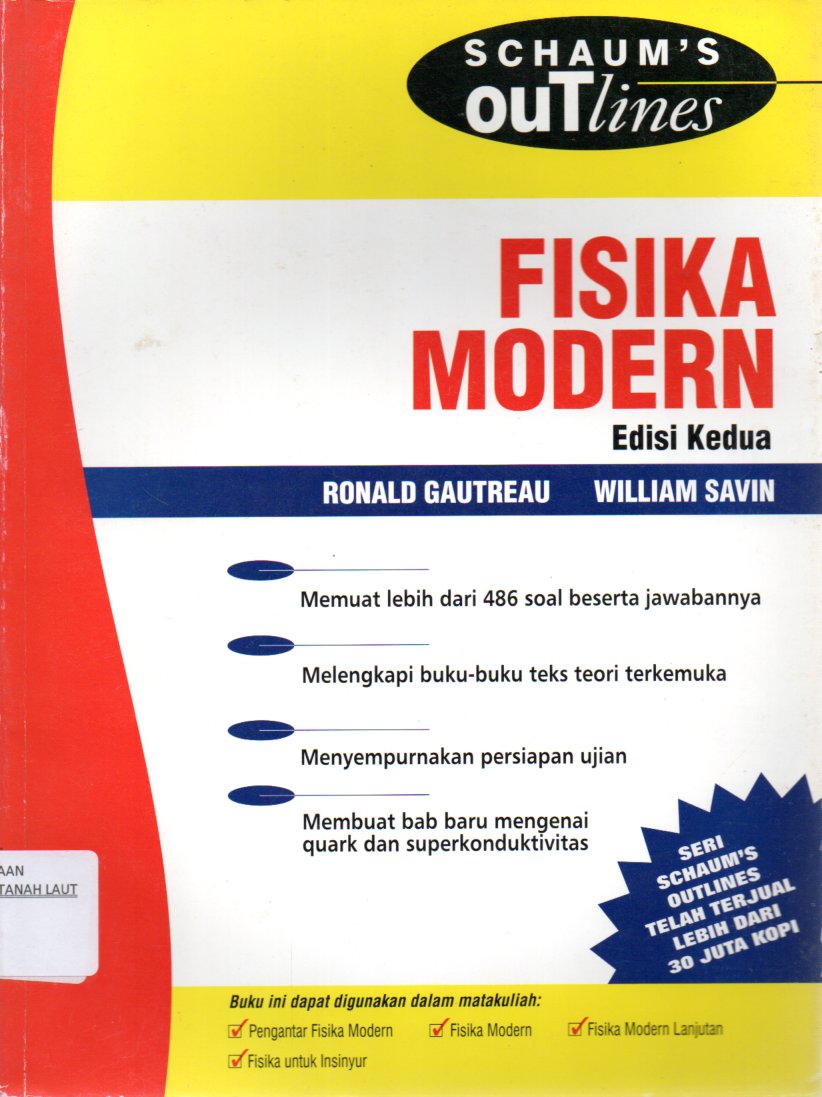 SCHAUM'S
ouTlines
FISIKA
MODERN
Edisi Kedua
RONALD GAUTREAU WILLIAM SAVIN
Memuat lebih dari 486 soal beserta jawabannya
Melengkapi buku-buku teks teori terkemuka
Menyempurnakan persiapan ujian
Membuat bab baru mengenai
quark dan superkonduktivitas
SERI
SCHAUM'S
OUTLINES
TELAH TERJUAL
LEBIH DARI
30 JUTA KOPI
AAN
TANAH LAUT
Buku ini dapat digunakan dalam matakuliah:
Pengantar Fisika Modern Fisika Modern Fisika Modern Lanjutan
Fisika untuk Insinyur